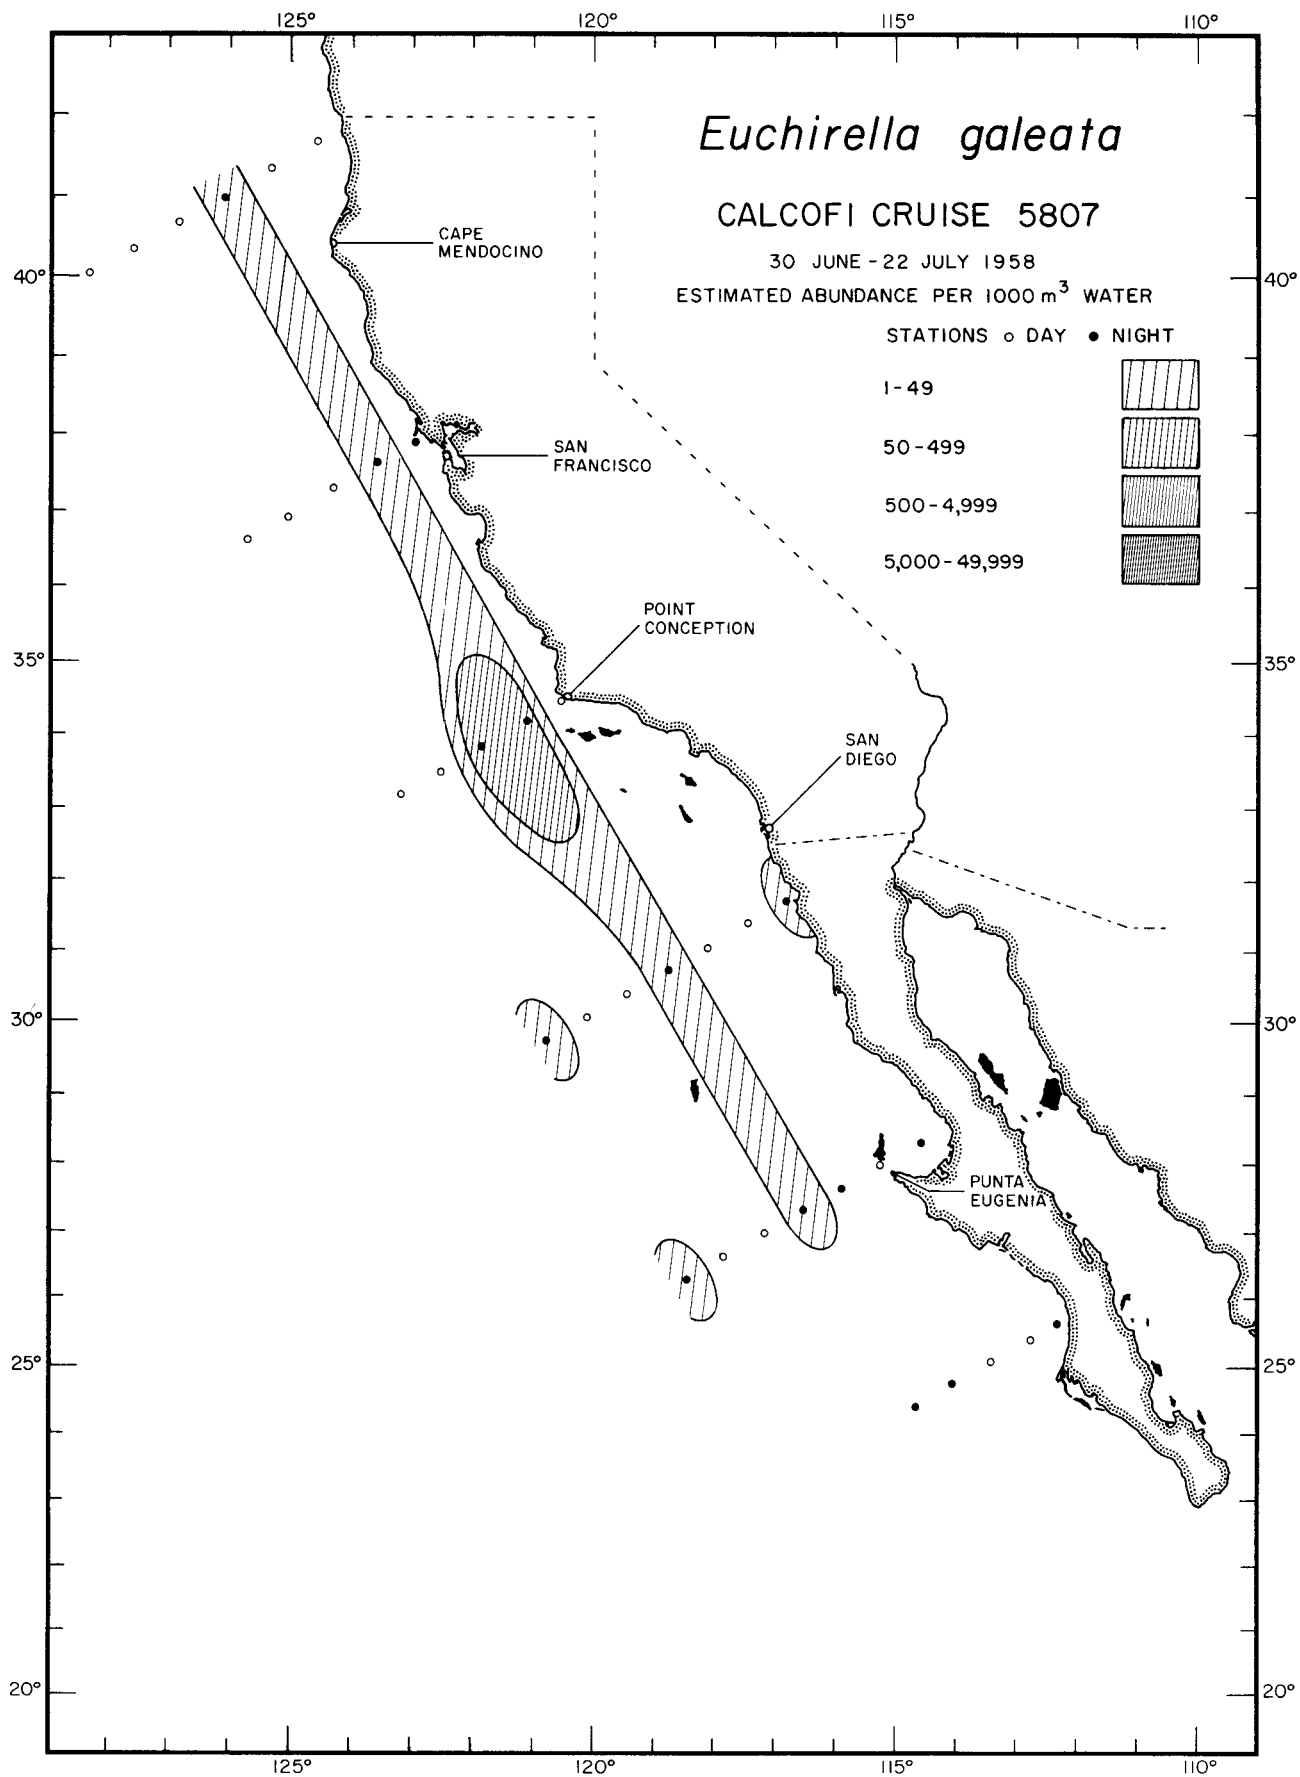 125° 120° 115° 110°
Euchirella galeata
CALCOFI CRUISE 5807
30 JUNE - 22 JULY 1958
ESTIMATED ABUNDANCE PER 1000 m³ WATER
STATIONS ○ DAY ● NIGHT
1 - 49
50 - 499
500 - 4,999
5,000 - 49,999
CAPE
MENDOCINO
40° 40°
SAN
FRANCISCO
POINT
CONCEPTION
35° 35°
SAN
DIEGO
30° 30°
PUNTA
EUGENIA
25° 25°
20° 20°
125° 120° 115° 110°